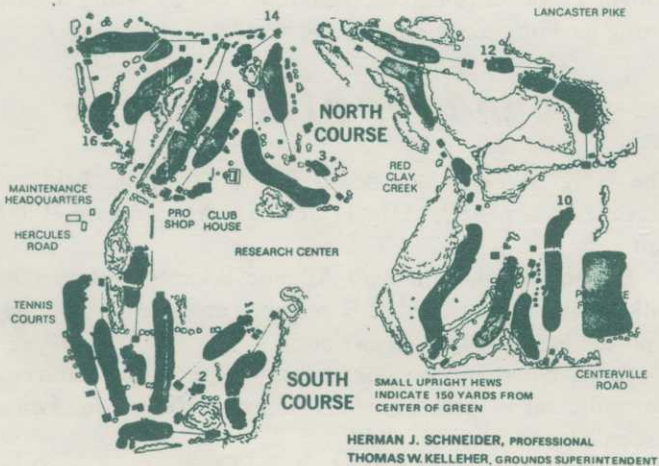 LANCASTER PIKE
14
12
NORTH
COURSE
16
3
RED
CLAY
CREEK
MAINTENANCE
HEADQUARTERS
HERCULES
ROAD
PRO
SHOP
CLUB
HOUSE
10
RESEARCH CENTER
TENNIS
COURTS
2
SOUTH
COURSE
SMALL UPRIGHT HEWS
INDICATE 150 YARDS FROM
CENTER OF GREEN
CENTERVILLE
ROAD
HERMAN J. SCHNEIDER, PROFESSIONAL
THOMAS W. KELLEHER, GROUNDS SUPERINTENDENT